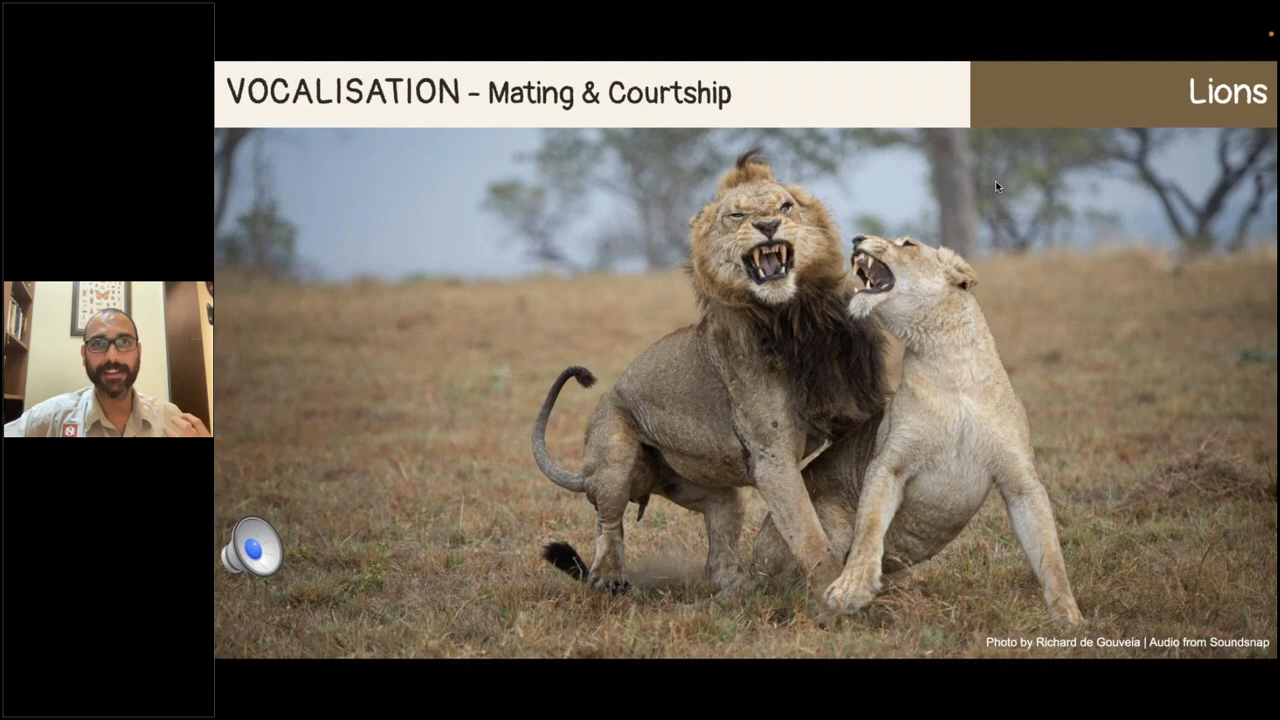 VOCALISATION - Mating & Courtship
Lions
Photo by Richard de Gouveia | Audio from Soundsnap